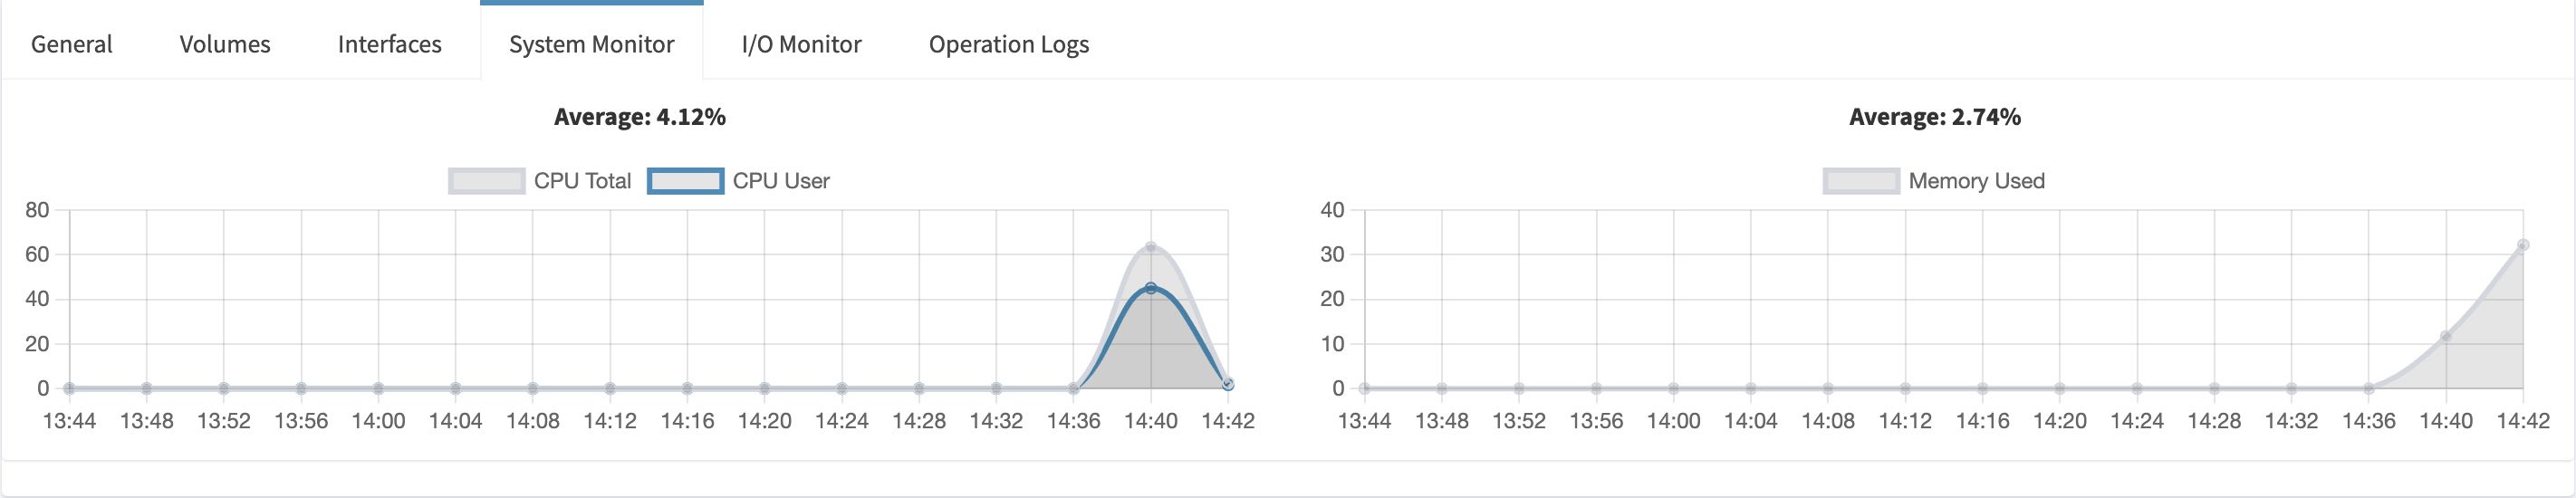 General Volumes Interfaces System Monitor I/O Monitor Operation Logs
Average: 4.12%
CPU Total CPU User
80
60
40
20
0
13:44 13:48 13:52 13:56 14:00 14:04 14:08 14:12 14:16 14:20 14:24 14:28 14:32 14:36 14:40 14:42
Average: 2.74%
Memory Used
40
30
20
10
0
13:44 13:48 13:52 13:56 14:00 14:04 14:08 14:12 14:16 14:20 14:24 14:28 14:32 14:36 14:40 14:42